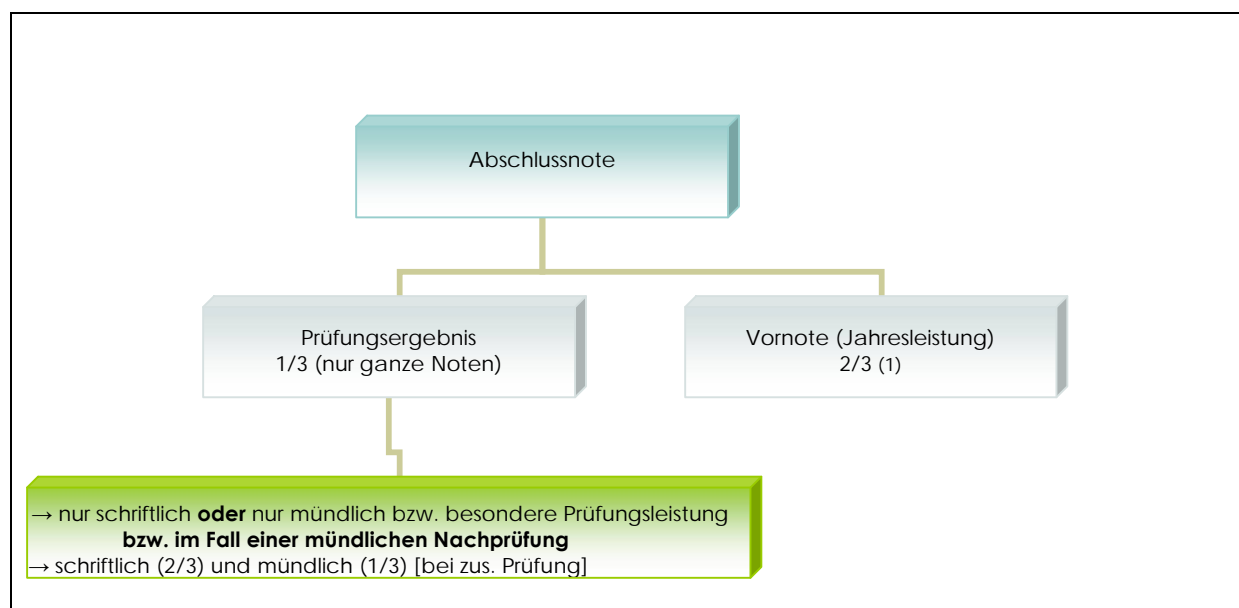 Abschlussnote
Prüfungsergebnis
1/3 (nur ganze Noten)
Vornote (Jahresleistung)
2/3 (1)
→ nur schriftlich oder nur mündlich bzw. besondere Prüfungsleistung
bzw. im Fall einer mündlichen Nachprüfung
→ schriftlich (2/3) und mündlich (1/3) [bei zus. Prüfung]